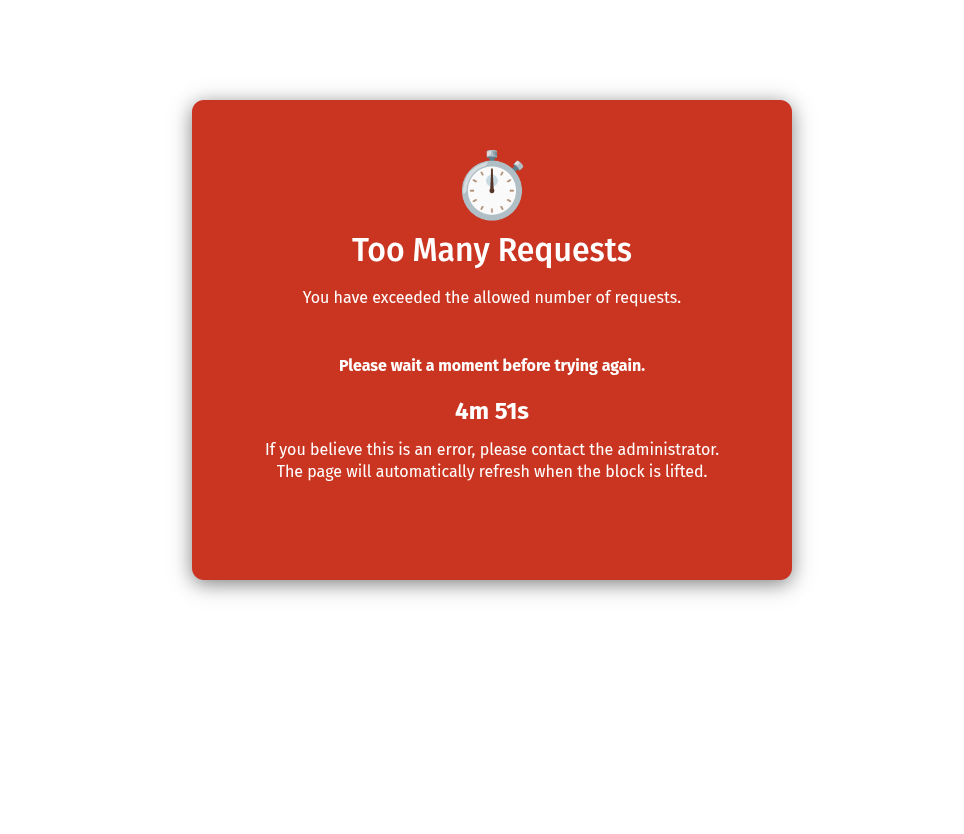 Too Many Requests
You have exceeded the allowed number of requests.
Please wait a moment before trying again.
4m 51s
If you believe this is an error, please contact the administrator.
The page will automatically refresh when the block is lifted.